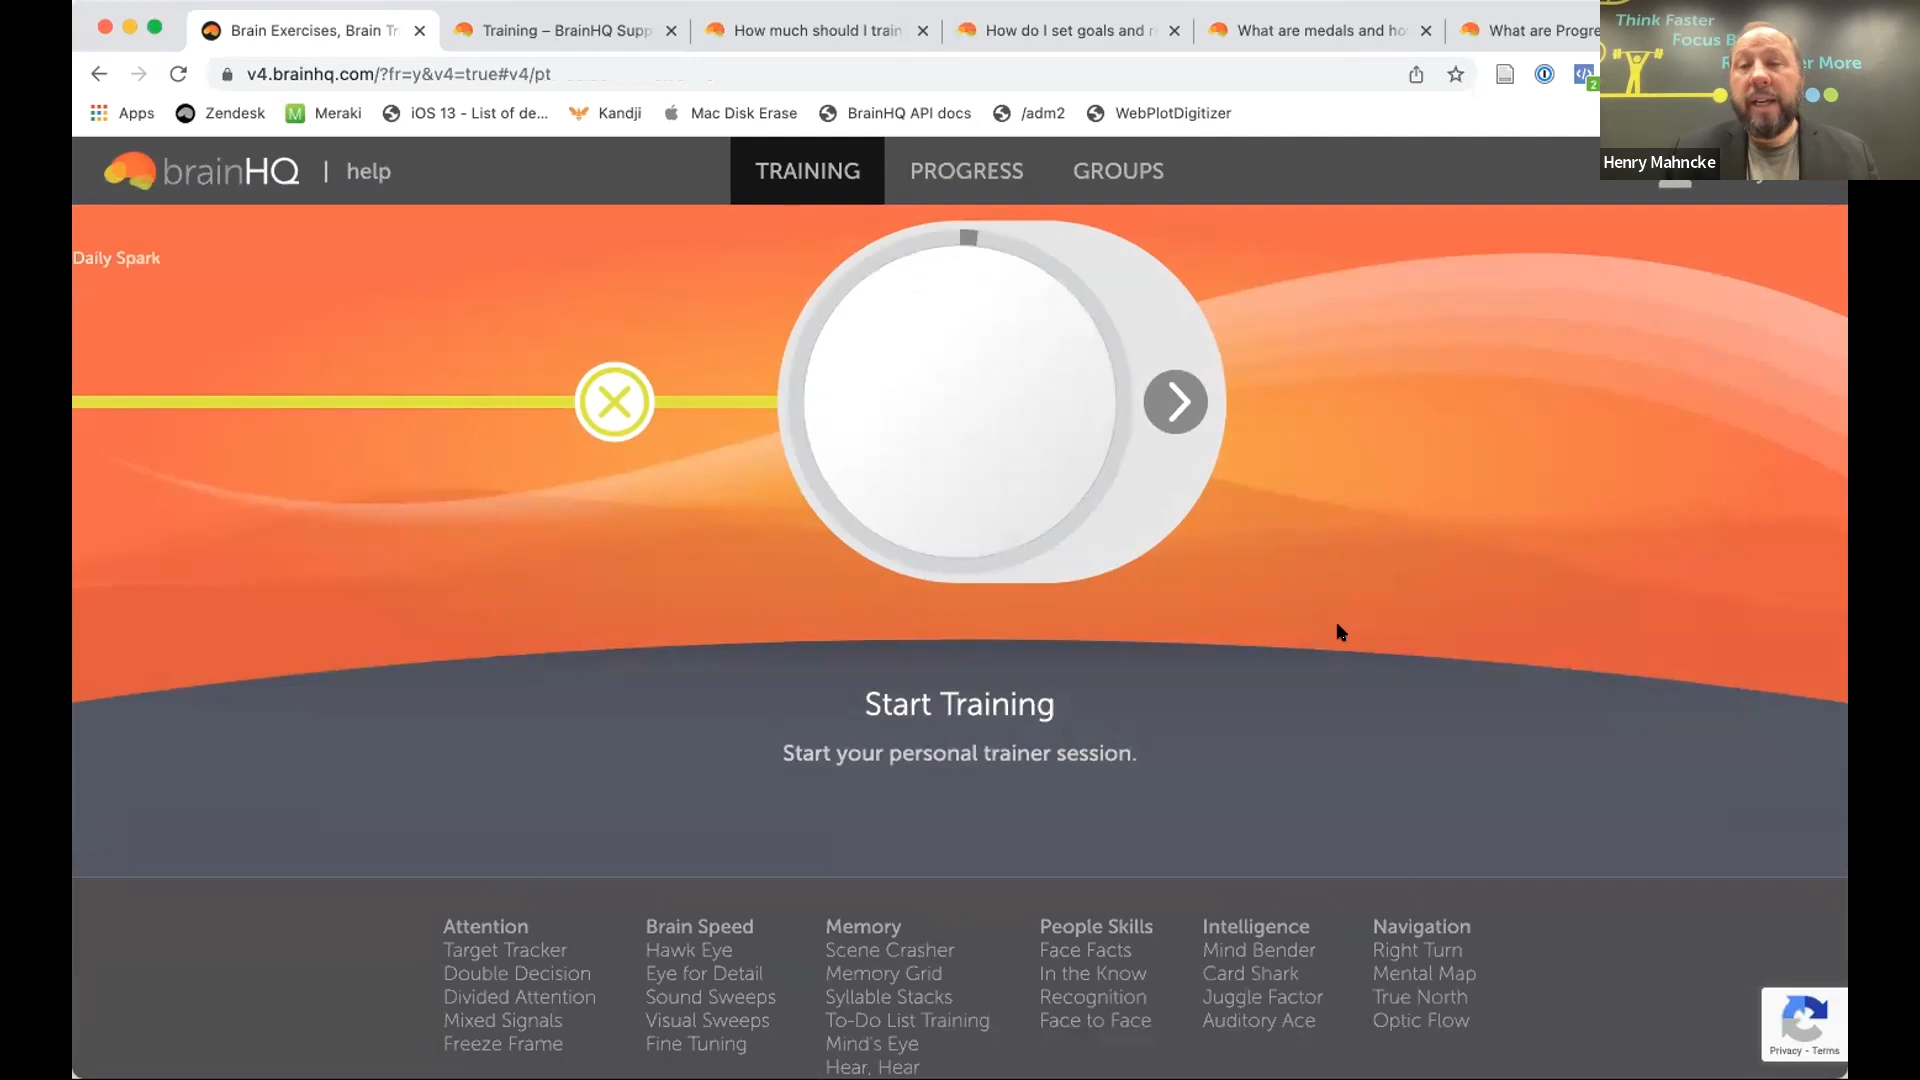 Brain Exercises, Brain Tr
Training – BrainHQ Supp
How much should I train
How do I set goals and r
What are medals and ho
What are Progre
Think Faster
Focus B
er More
Henry Mahncke
v4.brainhq.com/?fr=y&v4=true#v4/pt
2
Apps
Zendesk
Meraki
iOS 13 - List of de...
Kandji
Mac Disk Erase
BrainHQ API docs
/adm2
WebPlotDigitizer
brainHQ | help
TRAINING
PROGRESS
GROUPS
Daily Spark
Start Training
Start your personal trainer session.
Attention
Target Tracker
Double Decision
Divided Attention
Mixed Signals
Freeze Frame
Brain Speed
Hawk Eye
Eye for Detail
Sound Sweeps
Visual Sweeps
Fine Tuning
Memory
Scene Crasher
Memory Grid
Syllable Stacks
To-Do List Training
Mind's Eye
Hear, Hear
People Skills
Face Facts
In the Know
Recognition
Face to Face
Intelligence
Mind Bender
Card Shark
Juggle Factor
Auditory Ace
Navigation
Right Turn
Mental Map
True North
Optic Flow
Privacy - Terms